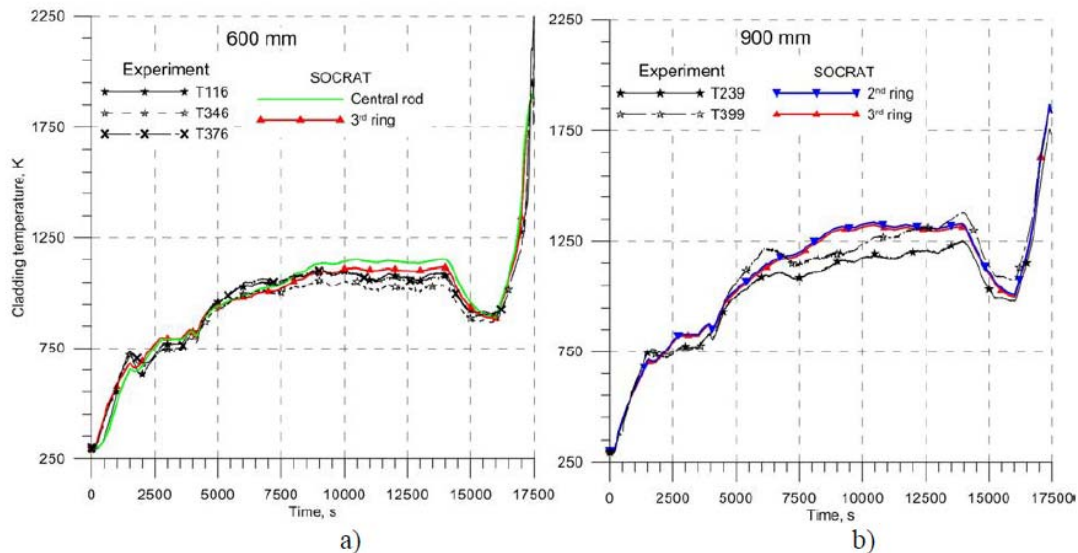 600 mm
Experiment
T116
T346
T376
SOCRAT
Central rod
3rd ring
2250
1750
1250
750
250
Cladding temperature, K
0 2500 5000 7500 10000 12500 15000 17500
Time, s
a)
900 mm
Experiment
T239
T399
SOCRAT
2nd ring
3rd ring
2250
1750
1250
750
250
0 2500 5000 7500 10000 12500 15000 17500
Time, s
b)